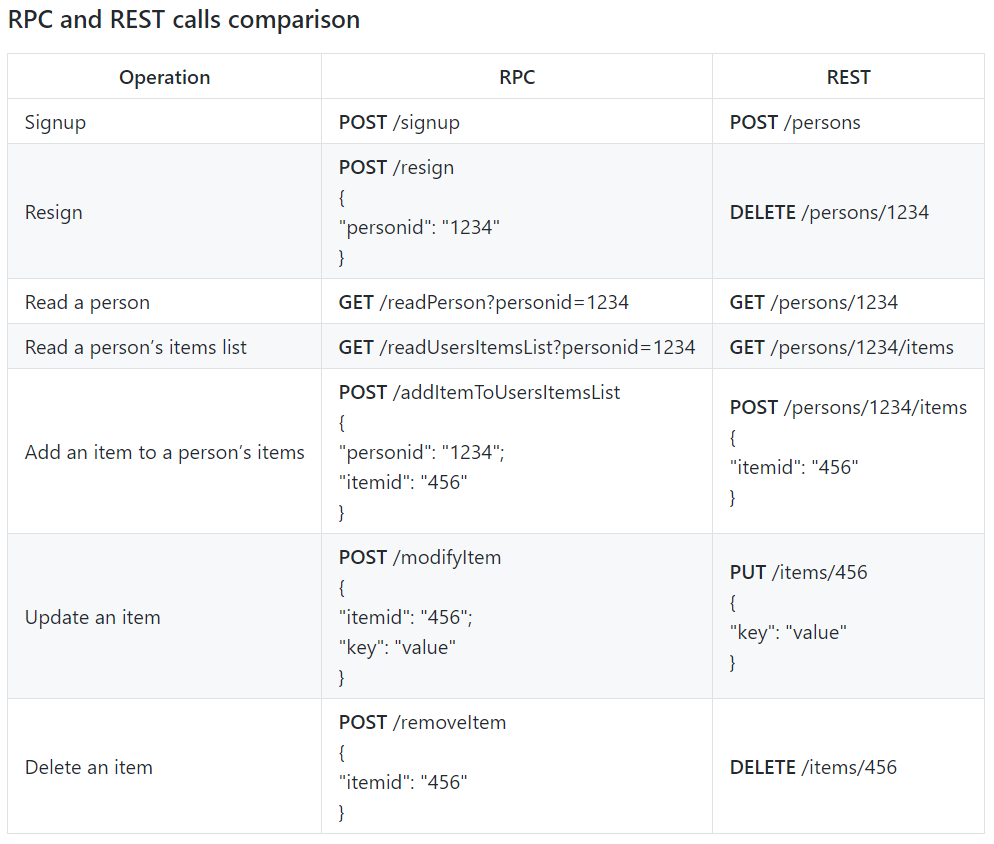 RPC and REST calls comparison
Operation RPC REST
Signup POST /signup POST /persons
Resign
POST /resign
{
"personid": "1234"
}
DELETE /persons/1234
Read a person GET /readPerson?personid=1234 GET /persons/1234
Read a person’s items list GET /readUsersItemsList?personid=1234 GET /persons/1234/items
Add an item to a person’s items
POST /addItemToUsersItemsList
{
"personid": "1234";
"itemid": "456"
}
POST /persons/1234/items
{
"itemid": "456"
}
Update an item
POST /modifyItem
{
"itemid": "456";
"key": "value"
}
PUT /items/456
{
"key": "value"
}
Delete an item
POST /removeItem
{
"itemid": "456"
}
DELETE /items/456